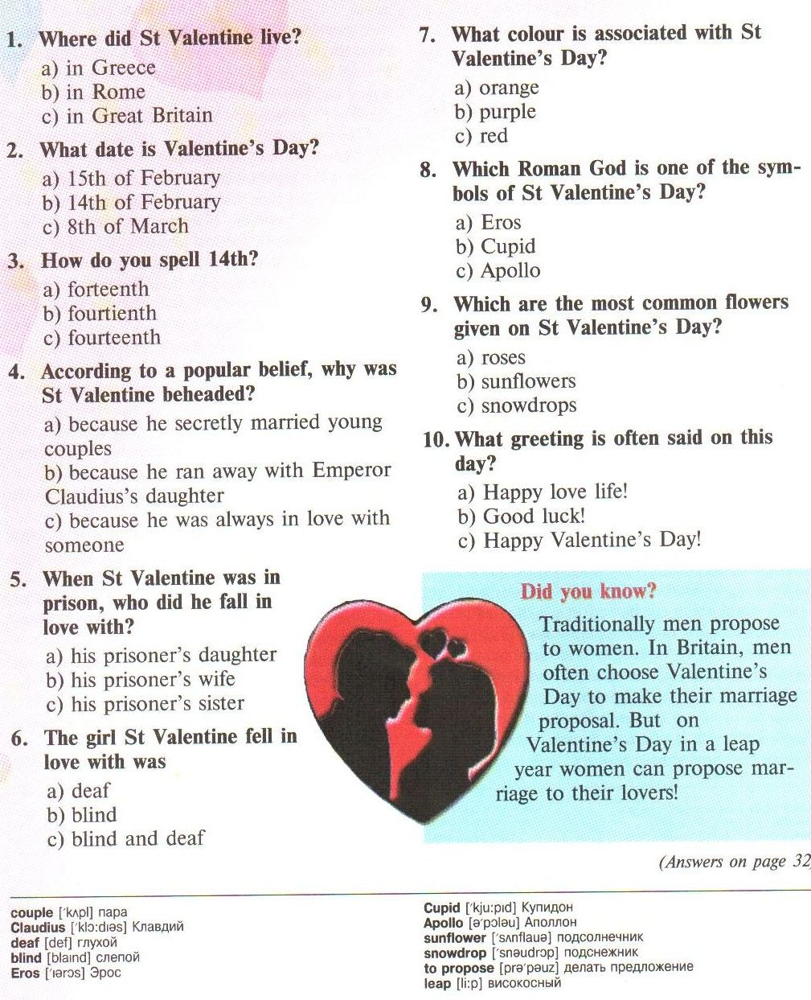 1. Where did St Valentine live?
a) in Greece
b) in Rome
c) in Great Britain
2. What date is Valentine's Day?
a) 15th of February
b) 14th of February
c) 8th of March
3. How do you spell 14th?
a) forteenth
b) fourtienth
c) fourteenth
4. According to a popular belief, why was
St Valentine beheaded?
a) because he secretly married young
couples
b) because he ran away with Emperor
Claudius's daughter
c) because he was always in love with
someone
5. When St Valentine was in
prison, who did he fall in
love with?
a) his prisoner's daughter
b) his prisoner's wife
c) his prisoner's sister
6. The girl St Valentine fell in
love with was
a) deaf
b) blind
c) blind and deaf
7. What colour is associated with St
Valentine's Day?
a) orange
b) purple
c) red
8. Which Roman God is one of the sym-
bols of St Valentine's Day?
a) Eros
b) Cupid
c) Apollo
9. Which are the most common flowers
given on St Valentine's Day?
a) roses
b) sunflowers
c) snowdrops
10. What greeting is often said on this
day?
a) Happy love life!
b) Good luck!
c) Happy Valentine's Day!
Did you know?
Traditionally men propose
to women. In Britain, men
often choose Valentine's
Day to make their marriage
proposal. But on
Valentine's Day in a leap
year women can propose mar-
riage to their lovers!
(Answers on page 32)
couple [ˈkʌpl] пара
Claudius [ˈklɔ:dɪəs] Клавдий
deaf [def] глухой
blind [blaɪnd] слепой
Eros [ˈɪərɒs] Эрос
Cupid [ˈkju:pɪd] Купидон
Apollo [əˈpɒləu] Аполлон
sunflower [ˈsʌnflauə] подсолнечник
snowdrop [ˈsnəudrɒp] подснежник
to propose [prəˈpəuz] делать предложение
leap [li:p] високосный